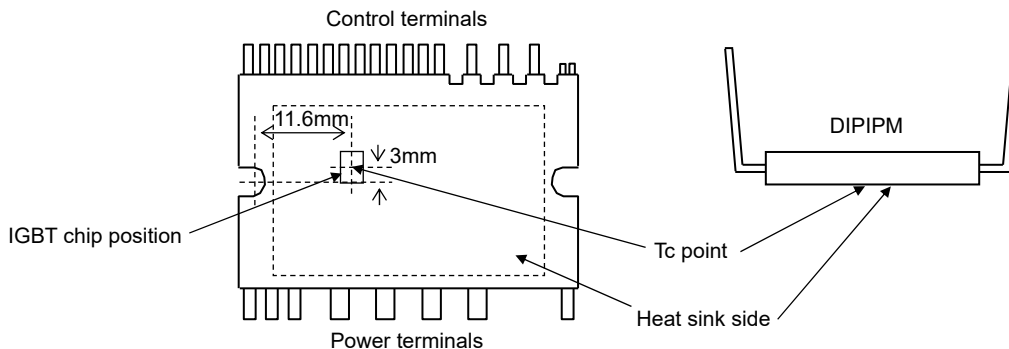 Control terminals
11.6mm
DIPIPM
3mm
IGBT chip position
Tc point
Heat sink side
Power terminals